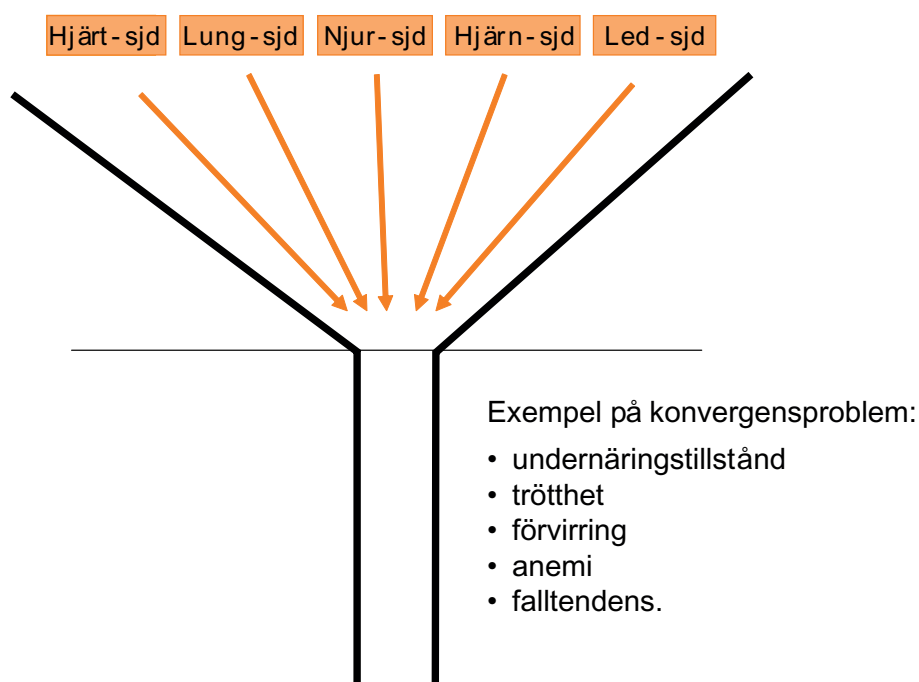 Hjärt-sjd Lung-sjd Njur-sjd Hjärn-sjd Led-sjd
Exempel på konvergensproblem:
• undernäringstillstånd
• trötthet
• förvirring
• anemi
• falltendens.